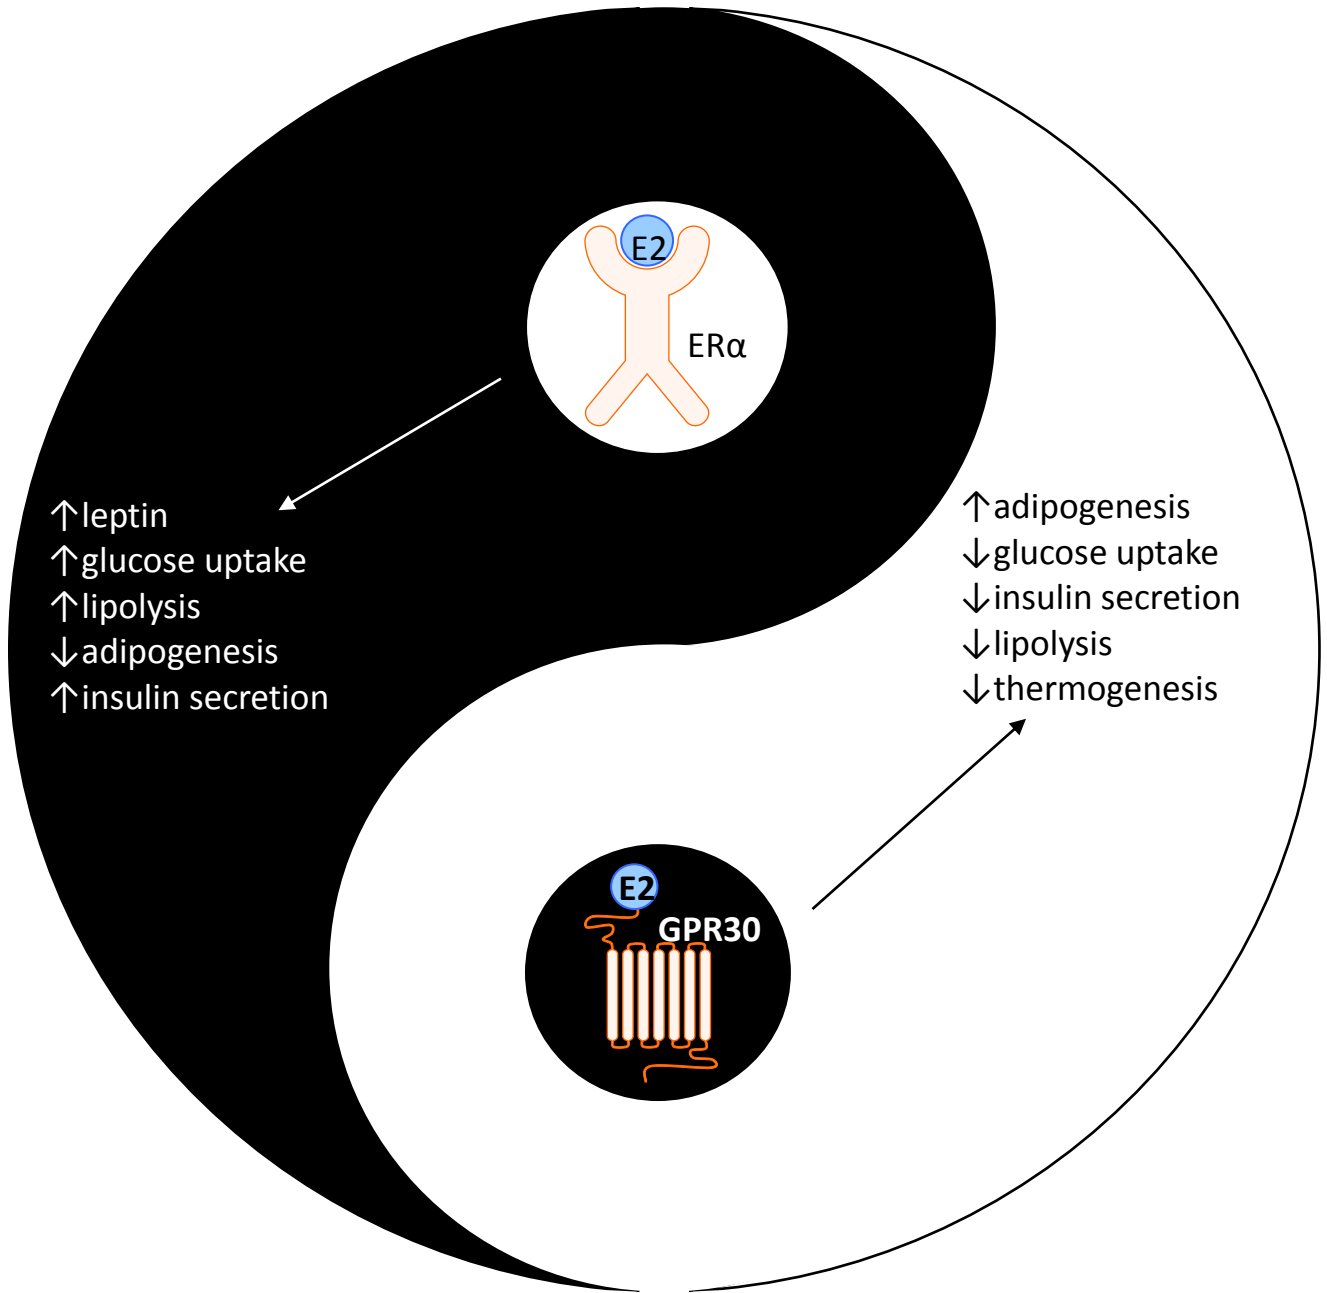 E2
ERα
↑leptin
↑glucose uptake
↑lipolysis
↓adipogenesis
↑insulin secretion
↑adipogenesis
↓glucose uptake
↓insulin secretion
↓lipolysis
↓thermogenesis
E2
GPR30